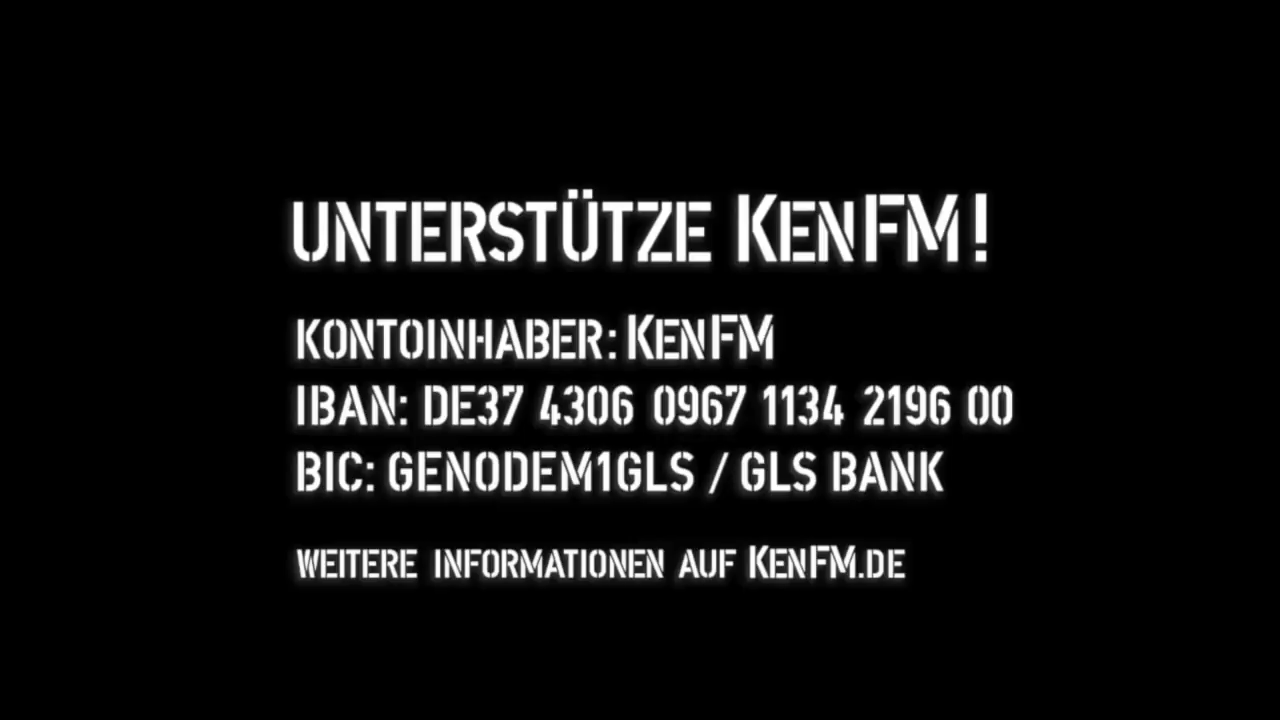 UNTERSTÜTZE KENFM!
KONTOINHABER: KENFM
IBAN: DE37 4306 0967 1134 2196 00
BIC: GENODEM1GLS / GLS BANK
WEITERE INFORMATIONEN AUF KENFM.DE